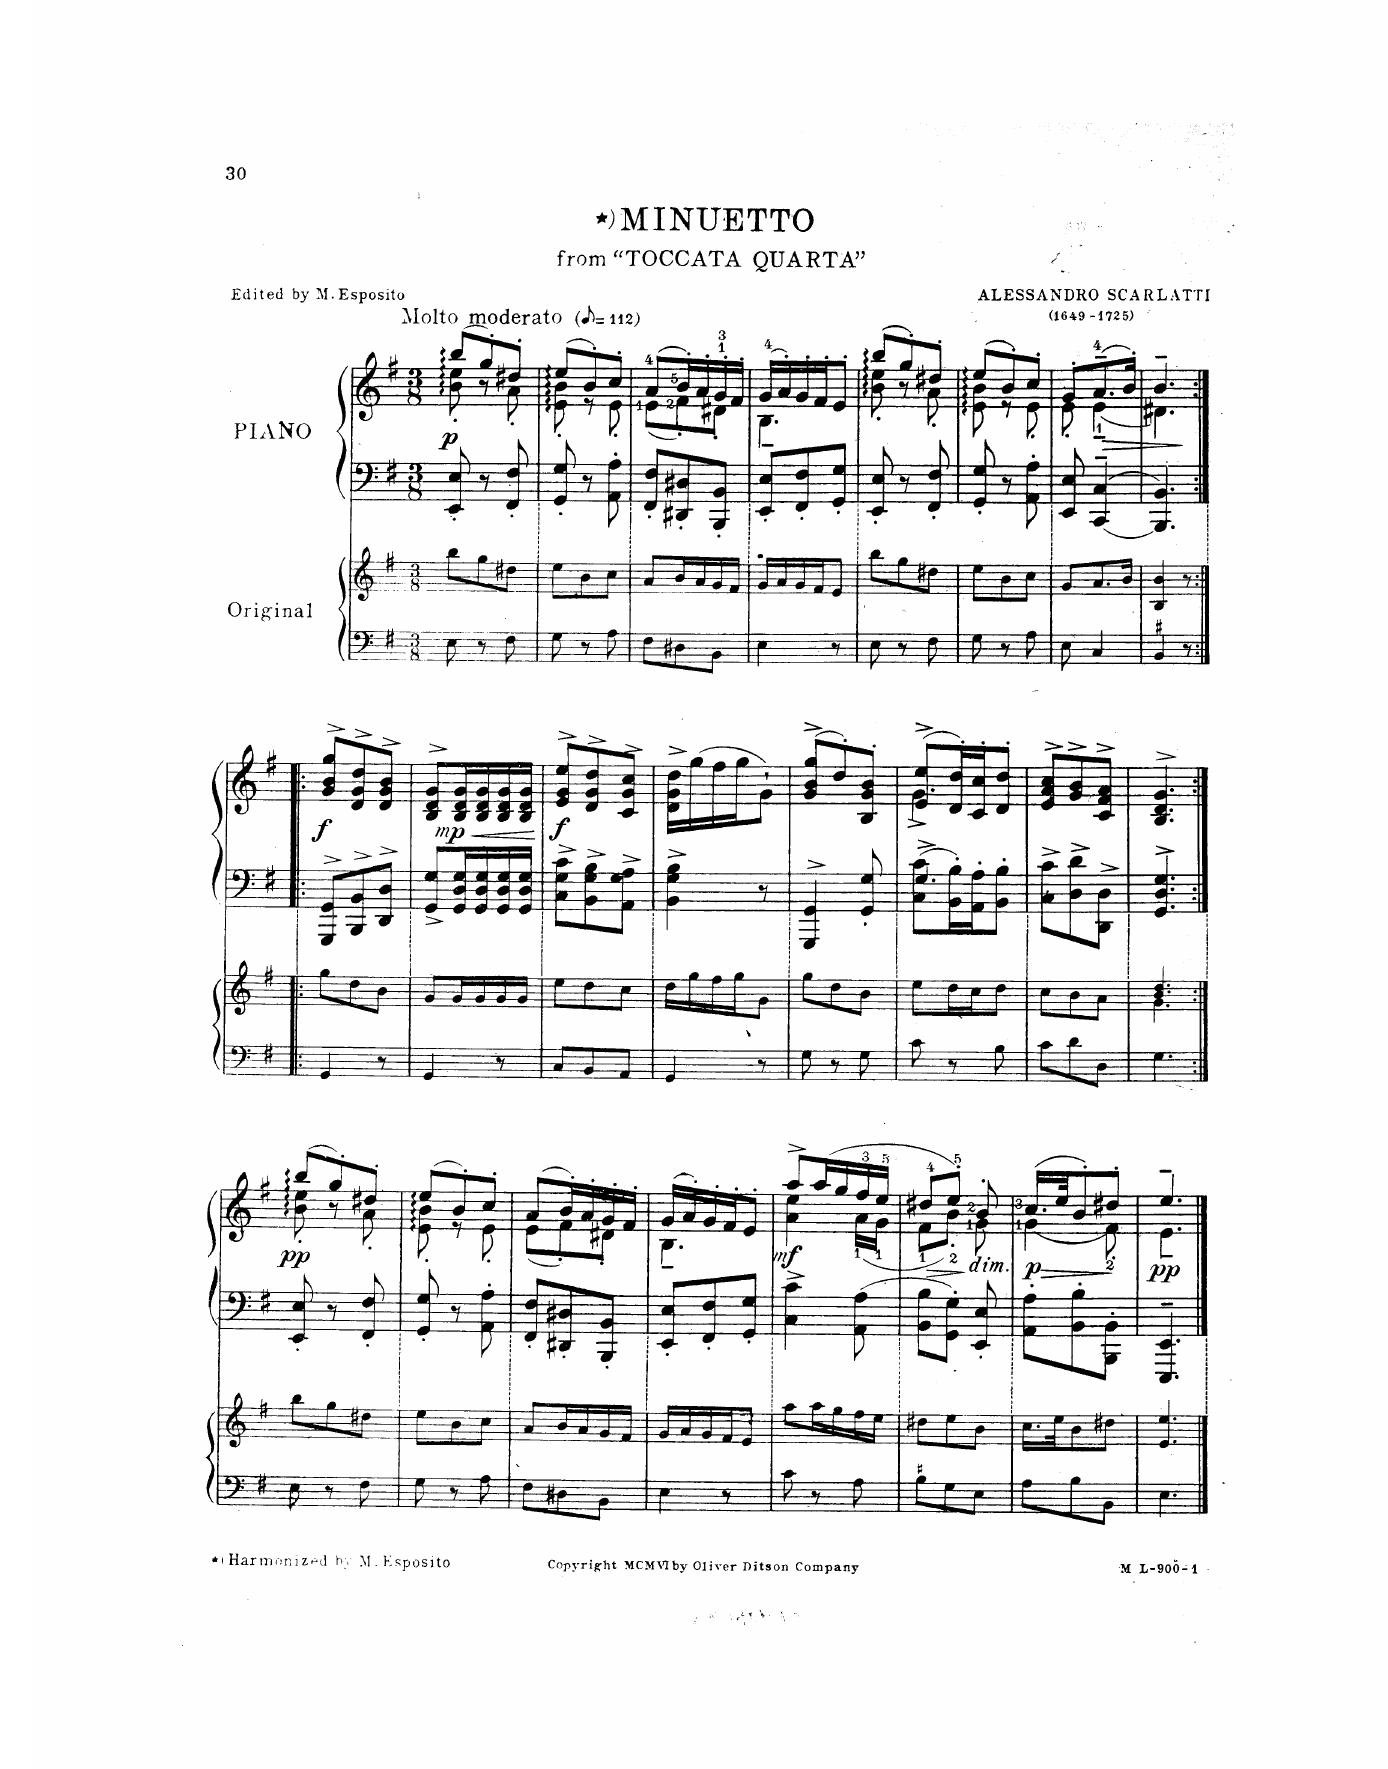 30
*) MINUETTO
from “TOCCATA QUARTA”
Edited by M. Esposito
ALESSANDRO SCARLATTI
(1649-1725)
Molto moderato (♪= 112)
PIANO
p
Original
f mp f
pp mf dim. p pp
*) Harmonized by M. Esposito
Copyright MCMVI by Oliver Ditson Company
M L-900-1